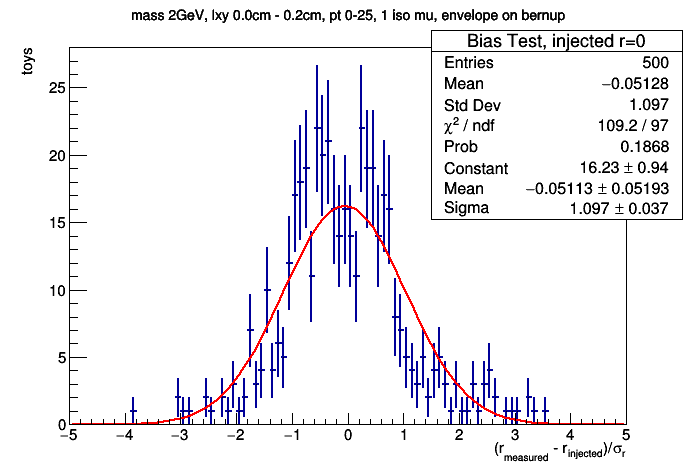 mass 2GeV, lxy 0.0cm - 0.2cm, pt 0-25, 1 iso mu, envelope on bernup
Bias Test, injected r=0
Entries 500
Mean −0.05128
Std Dev 1.097
χ² / ndf 109.2 / 97
Prob 0.1868
Constant 16.23 ± 0.94
Mean −0.05113 ± 0.05193
Sigma 1.097 ± 0.037
toys
25
20
15
10
5
0
−5 −4 −3 −2 −1 0 1 2 3 4 5
(r_measured - r_injected)/σ_r